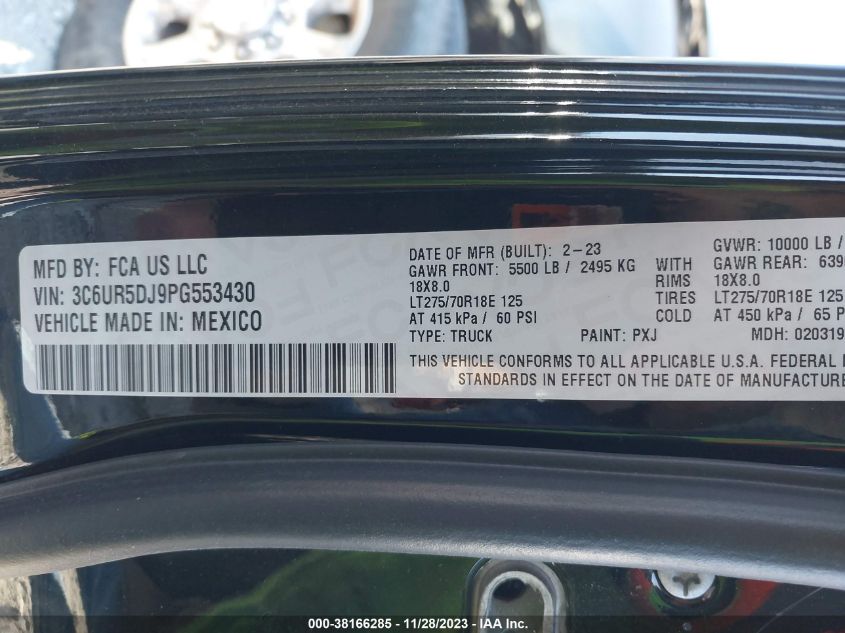 MFD BY: FCA US LLC
VIN: 3C6UR5DJ9PG553430
VEHICLE MADE IN: MEXICO
DATE OF MFR (BUILT): 2-23 GVWR: 10000 LB /
GAWR FRONT: 5500 LB / 2495 KG WITH GAWR REAR: 639
18X8.0 RIMS 18X8.0
LT275/70R18E 125 TIRES LT275/70R18E 125
AT 415 kPa / 60 PSI COLD AT 450 kPa / 65 P
TYPE: TRUCK PAINT: PXJ MDH: 020319
THIS VEHICLE CONFORMS TO ALL APPLICABLE U.S.A. FEDERAL
STANDARDS IN EFFECT ON THE DATE OF MANUFACTURE
000-38166285 - 11/28/2023 - IAA Inc.